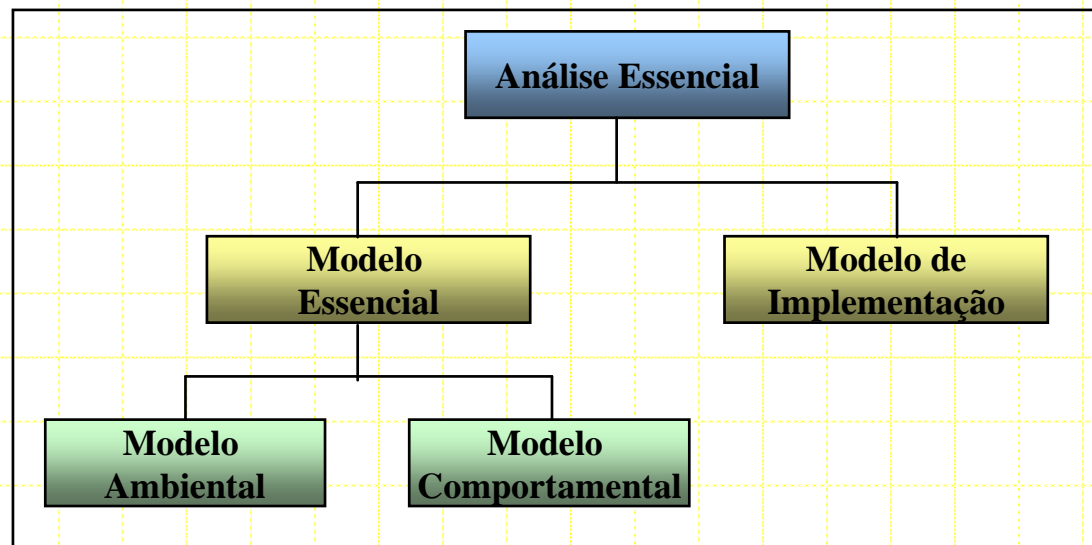 Análise Essencial
Modelo
Essencial
Modelo de
Implementação
Modelo
Ambiental
Modelo
Comportamental